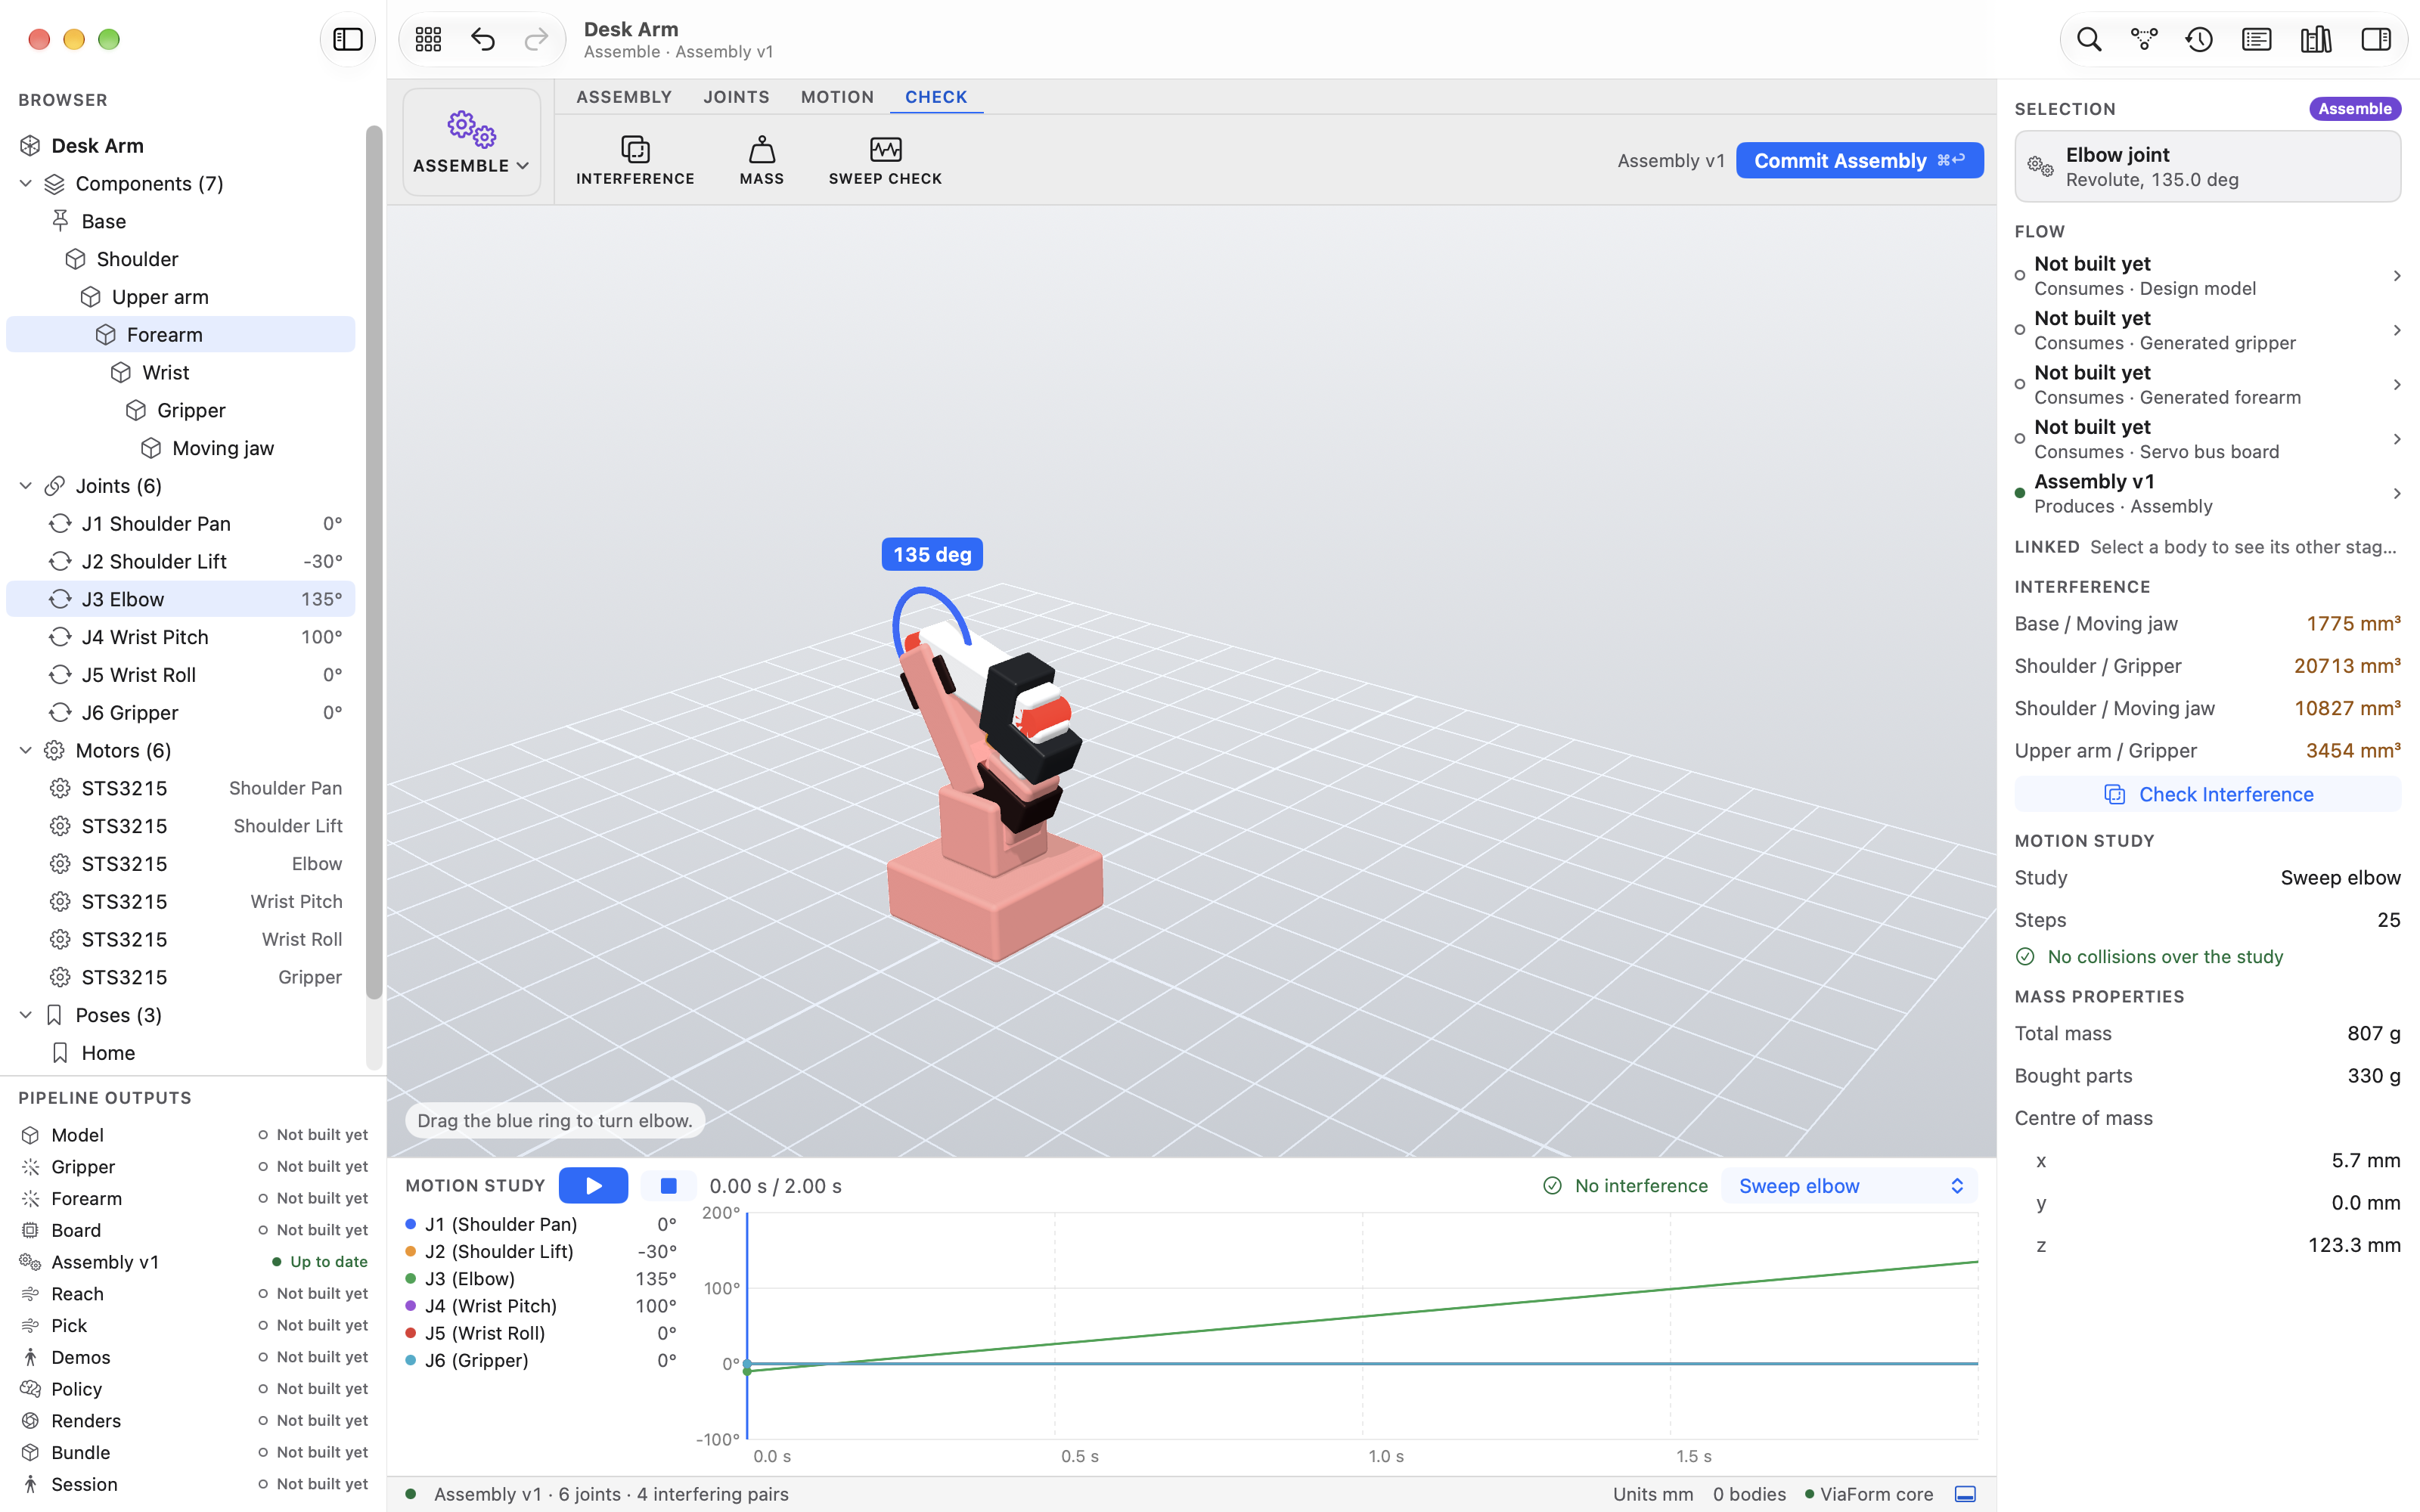 Desk Arm
Assemble · Assembly v1
BROWSER
Desk Arm
Components (7)
Base
Shoulder
Upper arm
Forearm
Wrist
Gripper
Moving jaw
Joints (6)
J1 Shoulder Pan 0°
J2 Shoulder Lift -30°
J3 Elbow 135°
J4 Wrist Pitch 100°
J5 Wrist Roll 0°
J6 Gripper 0°
Motors (6)
STS3215 Shoulder Pan
STS3215 Shoulder Lift
STS3215 Elbow
STS3215 Wrist Pitch
STS3215 Wrist Roll
STS3215 Gripper
Poses (3)
Home
PIPELINE OUTPUTS
Model Not built yet
Gripper Not built yet
Forearm Not built yet
Board Not built yet
Assembly v1 Up to date
Reach Not built yet
Pick Not built yet
Demos Not built yet
Policy Not built yet
Renders Not built yet
Bundle Not built yet
Session Not built yet
ASSEMBLE
ASSEMBLY JOINTS MOTION CHECK
INTERFERENCE MASS SWEEP CHECK
Assembly v1 Commit Assembly ⌘↩
135 deg
Drag the blue ring to turn elbow.
MOTION STUDY 0.00 s / 2.00 s No interference Sweep elbow
J1 (Shoulder Pan) 0°
J2 (Shoulder Lift) -30°
J3 (Elbow) 135°
J4 (Wrist Pitch) 100°
J5 (Wrist Roll) 0°
J6 (Gripper) 0°
200°
100°
0°
-100°
0.0 s 0.5 s 1.0 s 1.5 s
Assembly v1 · 6 joints · 4 interfering pairs
Units mm 0 bodies ViaForm core
SELECTION Assemble
Elbow joint
Revolute, 135.0 deg
FLOW
Not built yet
Consumes · Design model
Not built yet
Consumes · Generated gripper
Not built yet
Consumes · Generated forearm
Not built yet
Consumes · Servo bus board
Assembly v1
Produces · Assembly
LINKED Select a body to see its other stag...
INTERFERENCE
Base / Moving jaw 1775 mm³
Shoulder / Gripper 20713 mm³
Shoulder / Moving jaw 10827 mm³
Upper arm / Gripper 3454 mm³
Check Interference
MOTION STUDY
Study Sweep elbow
Steps 25
No collisions over the study
MASS PROPERTIES
Total mass 807 g
Bought parts 330 g
Centre of mass
x 5.7 mm
y 0.0 mm
z 123.3 mm